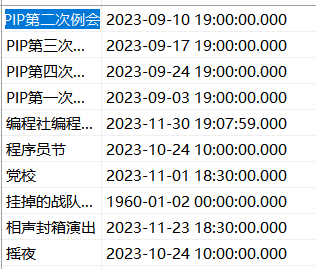 PIP第二次例会 2023-09-10 19:00:00.000
PIP第三次... 2023-09-17 19:00:00.000
PIP第四次... 2023-09-24 19:00:00.000
PIP第一次... 2023-09-03 19:00:00.000
编程社编程... 2023-11-30 19:07:59.000
程序员节 2023-10-24 10:00:00.000
党校 2023-11-01 18:30:00.000
挂掉的战队... 1960-01-02 00:00:00.000
相声封箱演出 2023-11-23 18:30:00.000
摇夜 2023-10-24 10:00:00.000